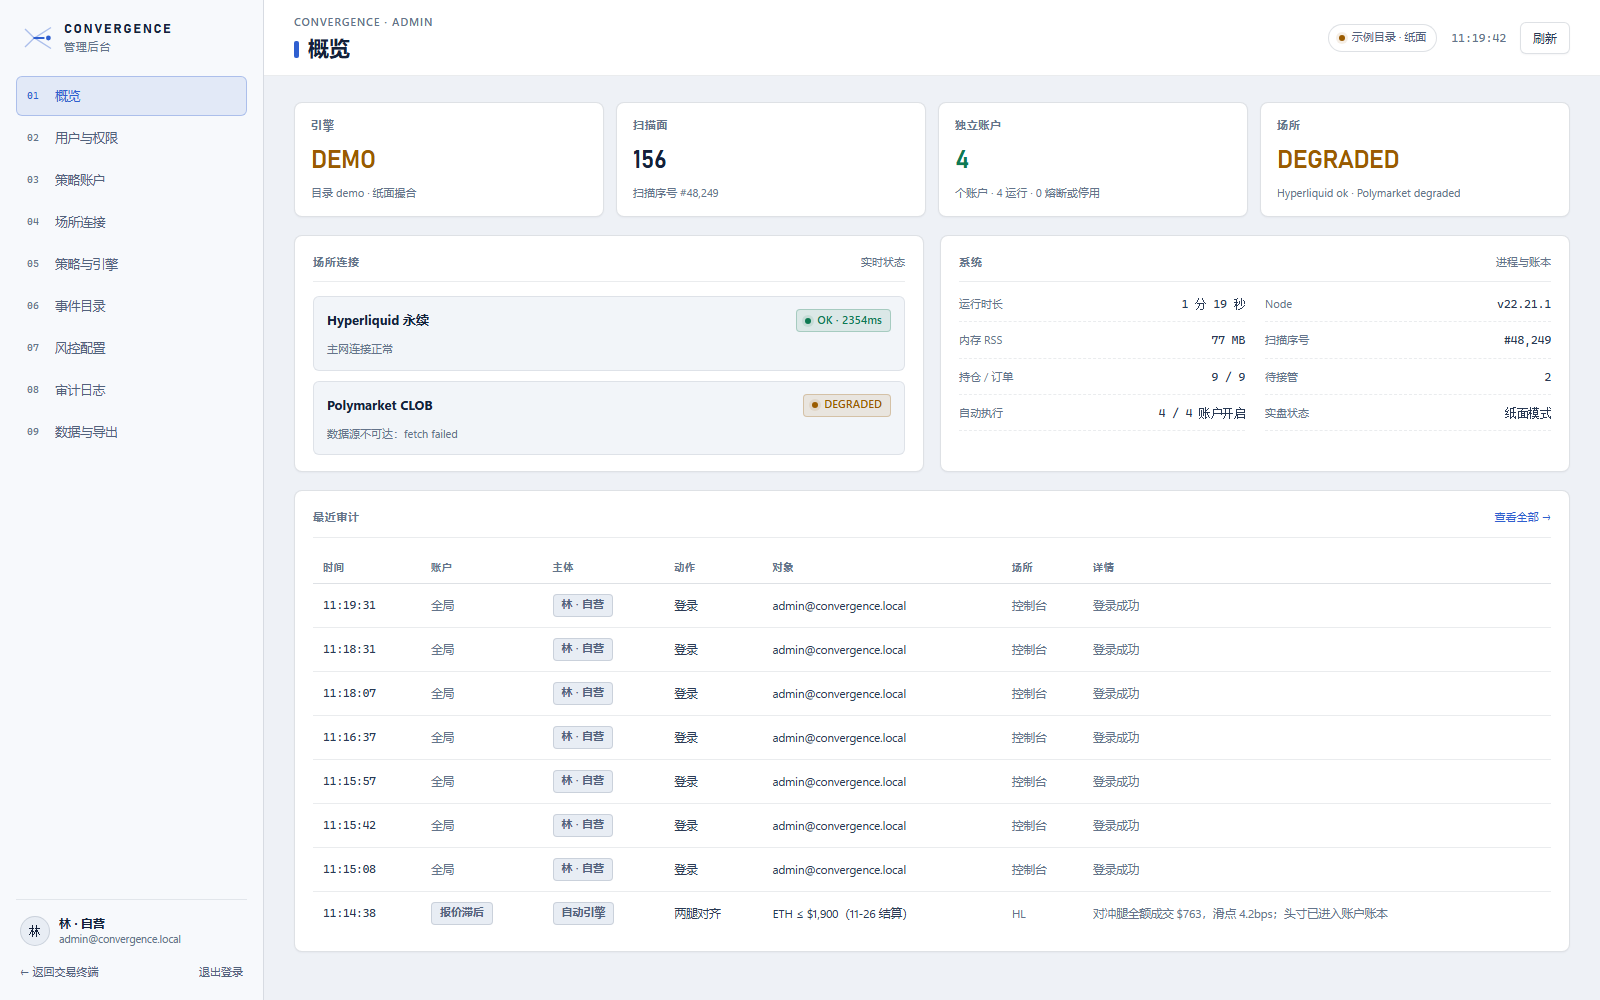 CONVERGENCE
管理后台
01 概览
02 用户与权限
03 策略账户
04 场所连接
05 策略与引擎
06 事件目录
07 风控配置
08 审计日志
09 数据与导出
林 林 · 自营
admin@convergence.local
← 返回交易终端 退出登录
CONVERGENCE · ADMIN
概览
示例目录 · 纸面 11:19:42 刷新
引擎
DEMO
目录 demo · 纸面撮合
扫描面
156
扫描序号 #48,249
独立账户
4
个账户 · 4 运行 · 0 熔断或停用
场所
DEGRADED
Hyperliquid ok · Polymarket degraded
场所连接 实时状态
Hyperliquid 永续 OK · 2354ms
主网连接正常
Polymarket CLOB DEGRADED
数据源不可达：fetch failed
系统 进程与账本
运行时长 1 分 19 秒 Node v22.21.1
内存 RSS 77 MB 扫描序号 #48,249
持仓 / 订单 9 / 9 待接管 2
自动执行 4 / 4 账户开启 实盘状态 纸面模式
最近审计 查看全部 →
时间 账户 主体 动作 对象 场所 详情
11:19:31 全局 林 · 自营 登录 admin@convergence.local 控制台 登录成功
11:18:31 全局 林 · 自营 登录 admin@convergence.local 控制台 登录成功
11:18:07 全局 林 · 自营 登录 admin@convergence.local 控制台 登录成功
11:16:37 全局 林 · 自营 登录 admin@convergence.local 控制台 登录成功
11:15:57 全局 林 · 自营 登录 admin@convergence.local 控制台 登录成功
11:15:42 全局 林 · 自营 登录 admin@convergence.local 控制台 登录成功
11:15:08 全局 林 · 自营 登录 admin@convergence.local 控制台 登录成功
11:14:38 报价滞后 自动引擎 两腿对齐 ETH ≤ $1,900（11-26 结算） HL 对冲腿全额成交 $763，滑点 4.2bps；头寸已进入账户账本